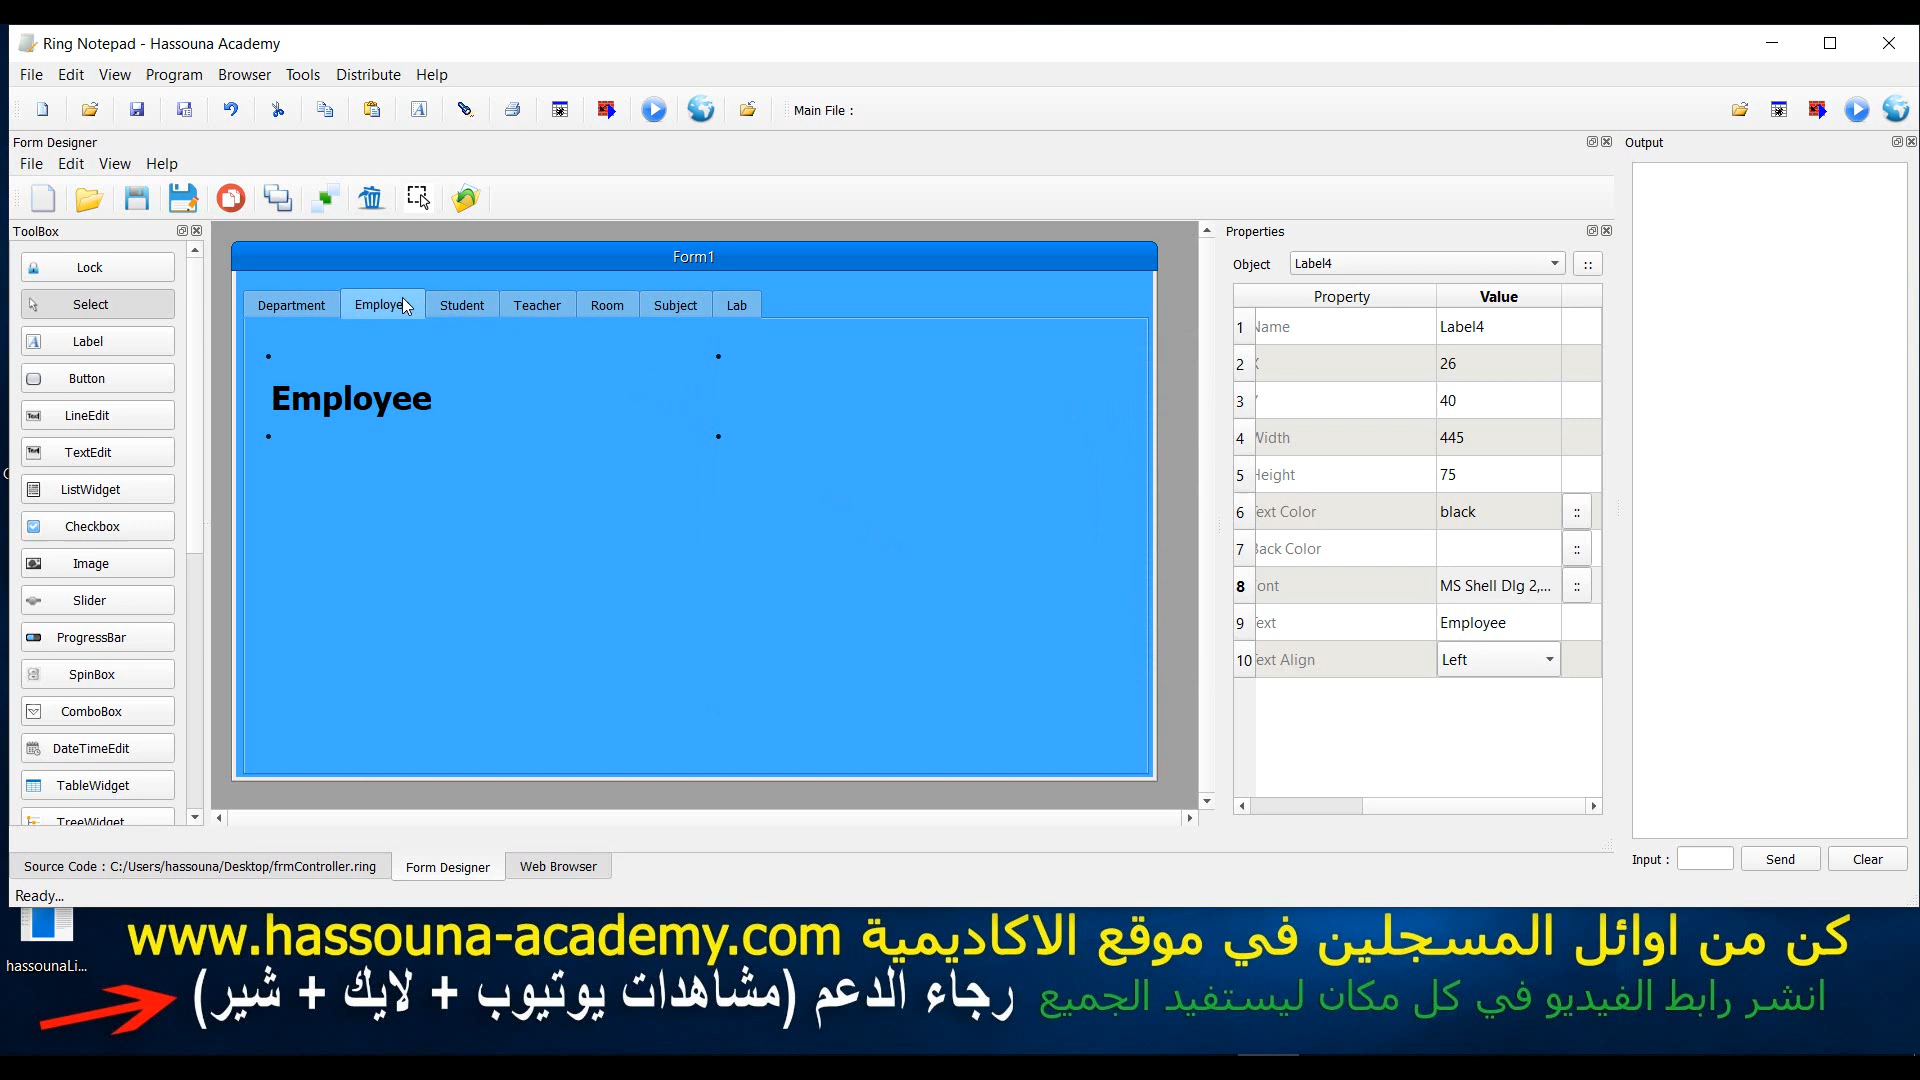 Ring Notepad - Hassouna Academy
File Edit View Program Browser Tools Distribute Help
Main File :
Form Designer
Output
File Edit View Help
ToolBox
Lock
Select
Label
Button
LineEdit
TextEdit
ListWidget
Checkbox
Image
Slider
ProgressBar
SpinBox
ComboBox
DateTimeEdit
TableWidget
TreeWidget
Form1
Department Employe Student Teacher Room Subject Lab
Employee
Properties
Object Label4 ::
Property Value
1 Name Label4
2 X 26
3 Y 40
4 Width 445
5 Height 75
6 Text Color black ::
7 Back Color ::
8 Font MS Shell Dlg 2,... ::
9 Text Employee
10 Text Align Left
Input : Send Clear
Source Code : C:/Users/hassouna/Desktop/frmController.ring Form Designer Web Browser
Ready...
hassounaLi...
كن من اوائل المسجلين في موقع الاكاديمية www.hassouna-academy.com
انشر رابط الفيديو في كل مكان ليستفيد الجميع رجاء الدعم (مشاهدات يوتيوب + لايك + شير)